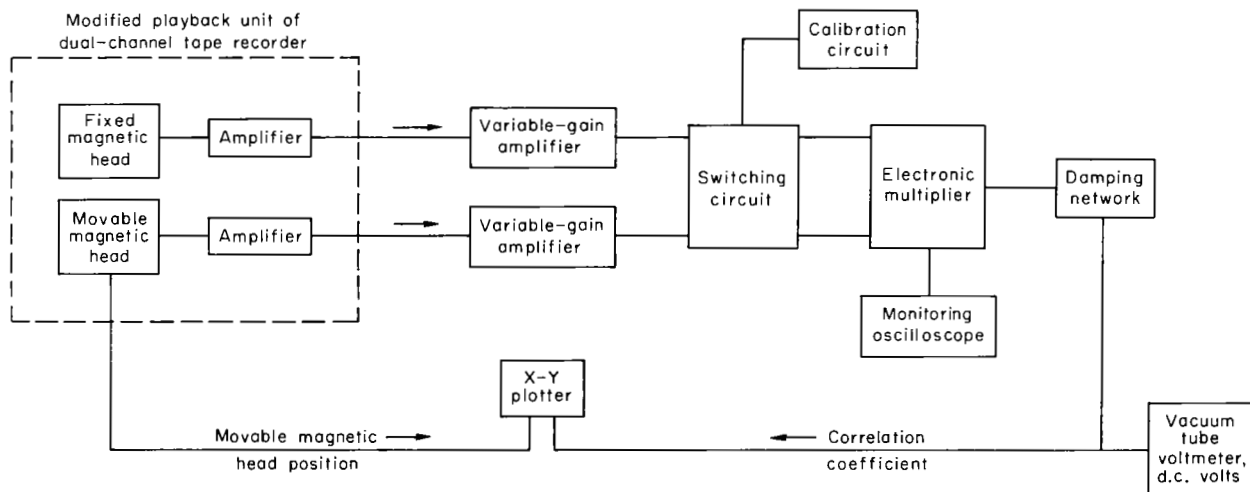 Modified playback unit of
dual-channel tape recorder
Fixed
magnetic
head
Amplifier
Variable-gain
amplifier
Calibration
circuit
Switching
circuit
Electronic
multiplier
Damping
network
Movable
magnetic
head
Amplifier
Variable-gain
amplifier
Monitoring
oscilloscope
X-Y
plotter
Movable magnetic
head position
Correlation
coefficient
Vacuum
tube
voltmeter,
d.c. volts